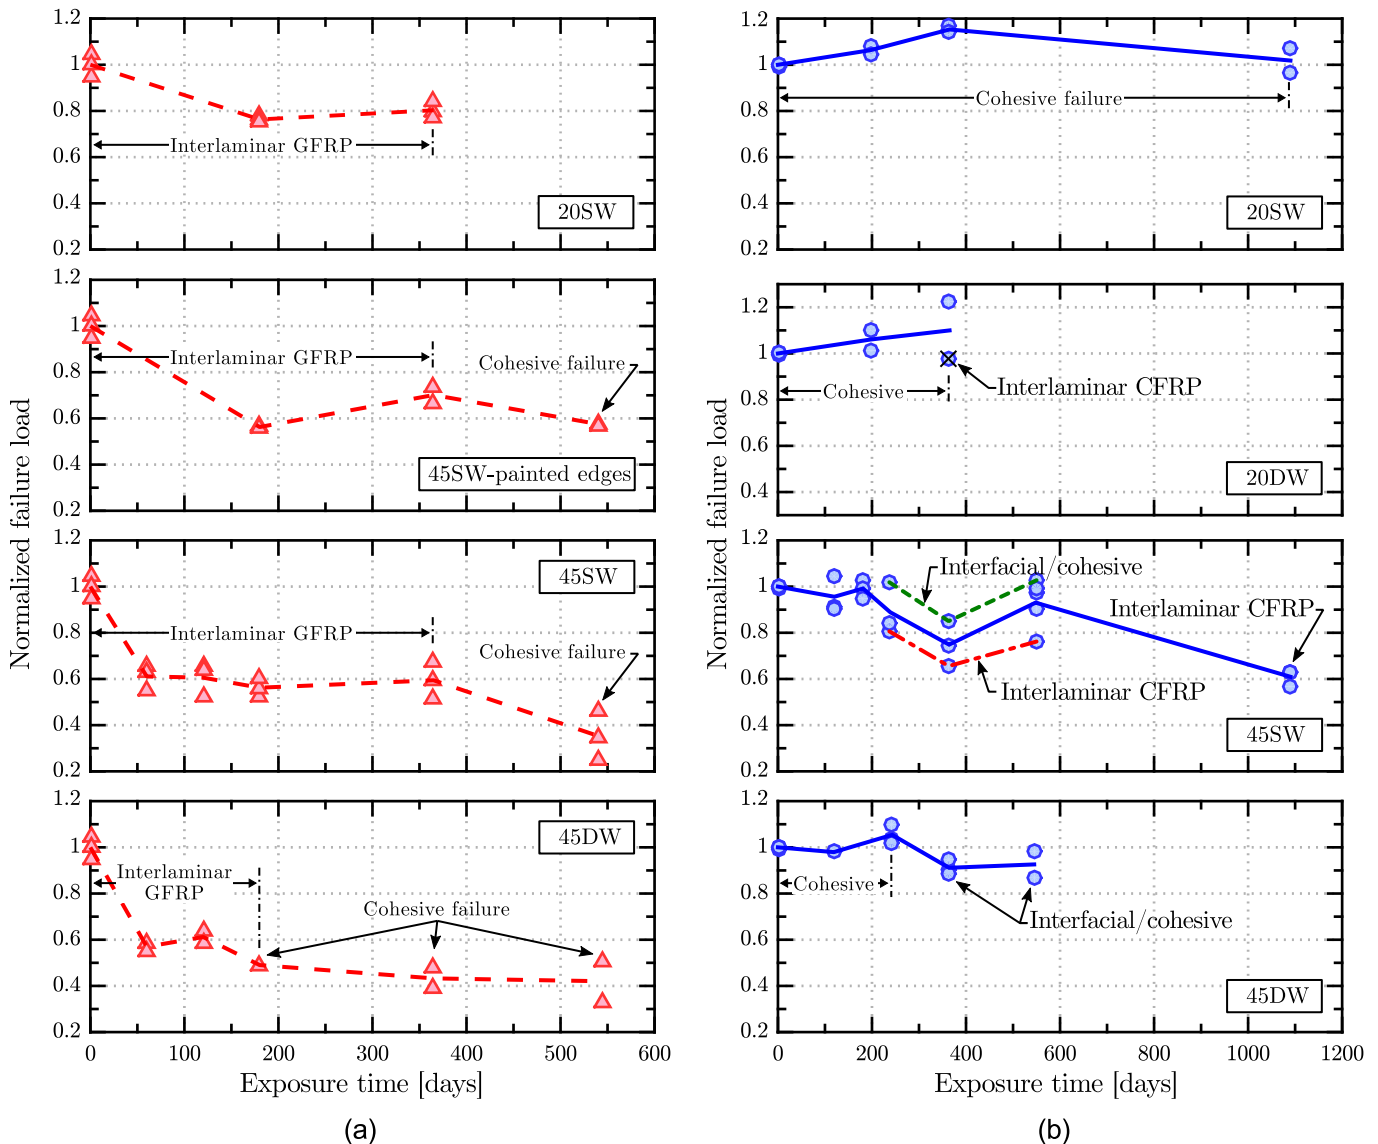 Normalized failure load
1.2
1
0.8
0.6
0.4
0.2
Interlaminar GFRP
20SW
1.2
1
0.8
0.6
0.4
0.2
Interlaminar GFRP
Cohesive failure
45SW-painted edges
1.2
1
0.8
0.6
0.4
0.2
45SW
Interlaminar GFRP
Cohesive failure
1.2
1
0.8
0.6
0.4
0.2
45DW
Interlaminar
GFRP
Cohesive failure
0 100 200 300 400 500 600
Exposure time [days]
(a)
Normalized failure load
1.2
1
0.8
0.6
0.4
0.2
Cohesive failure
20SW
1.2
1
0.8
0.6
0.4
Interlaminar CFRP
Cohesive
20DW
1.2
1
0.8
0.6
0.4
0.2
Interfacial/cohesive
Interlaminar CFRP
Interlaminar CFRP
45SW
1.2
1
0.8
0.6
0.4
0.2
Cohesive
Interfacial/cohesive
45DW
0 200 400 600 800 1000 1200
Exposure time [days]
(b)